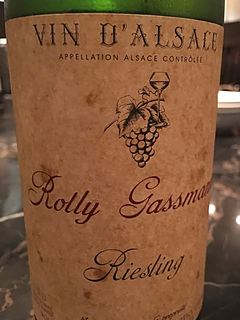 VIN D'ALSACE
APPELLATION ALSACE CONTRÔLÉE
Rolly Gassmann
Riesling